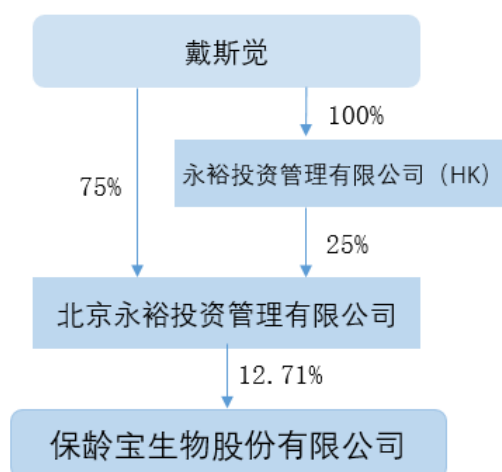 戴斯觉
100%
永裕投资管理有限公司（HK）
75%
25%
北京永裕投资管理有限公司
12.71%
保龄宝生物股份有限公司